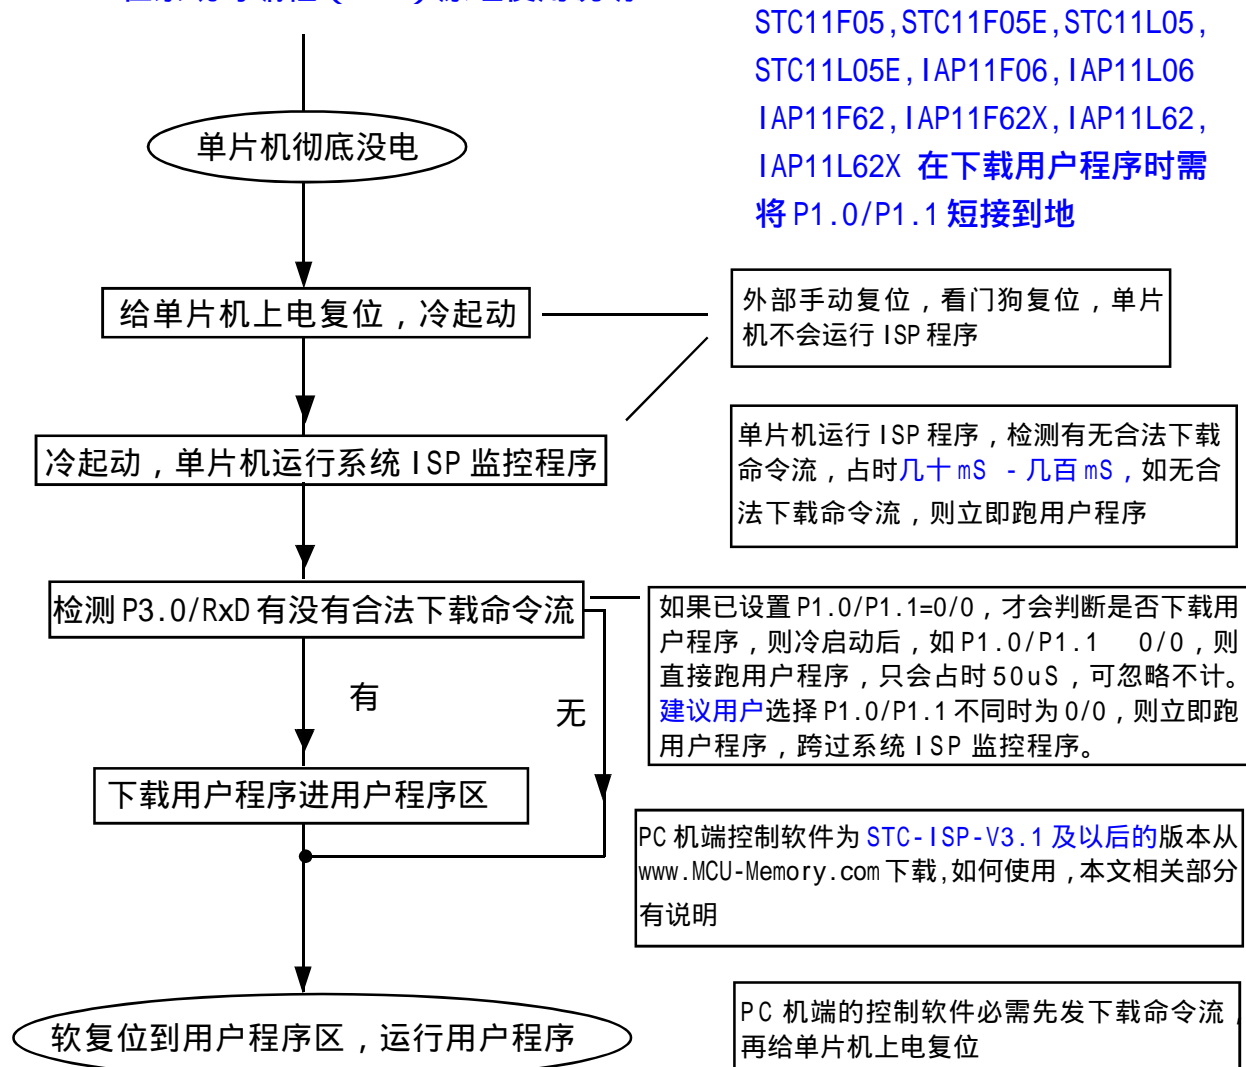 STC11F05,STC11F05E,STC11L05,
STC11L05E,IAP11F06,IAP11L06
IAP11F62,IAP11F62X,IAP11L62,
IAP11L62X 在下载用户程序时需
将P1.0/P1.1短接到地
单片机彻底没电
给单片机上电复位，冷起动
外部手动复位，看门狗复位，单片
机不会运行ISP程序
冷起动，单片机运行系统ISP监控程序
单片机运行ISP程序，检测有无合法下载
命令流，占时几十mS - 几百mS，如无合
法下载命令流，则立即跑用户程序
检测P3.0/RxD有没有合法下载命令流
如果已设置P1.0/P1.1=0/0，才会判断是否下载用
户程序，则冷启动后，如P1.0/P1.1 0/0，则
直接跑用户程序，只会占时50uS，可忽略不计。
建议用户选择P1.0/P1.1不同时为0/0，则立即跑
用户程序，跨过系统ISP监控程序。
有
无
下载用户程序进用户程序区
PC机端控制软件为STC-ISP-V3.1及以后的版本从
www.MCU-Memory.com下载,如何使用,本文相关部分
有说明
软复位到用户程序区，运行用户程序
PC机端的控制软件必需先发下载命令流，
再给单片机上电复位